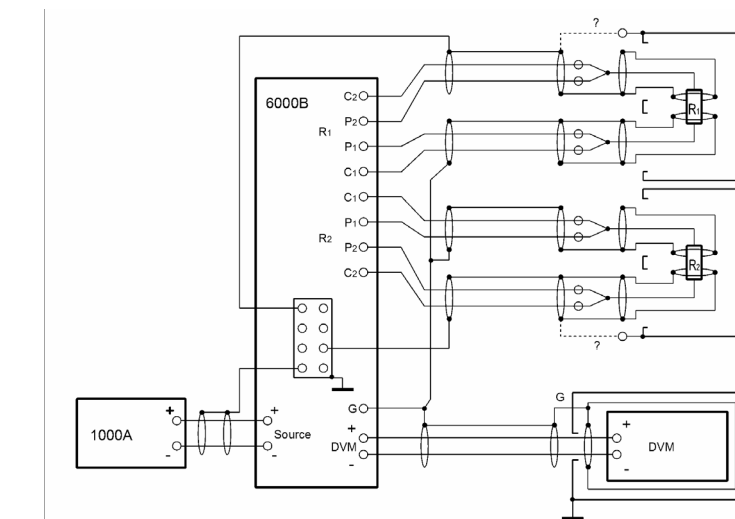 ?
6000B
C2
P2
R1
P1
C1
R1
C1
P1
R2
P2
C2
R2
?
G
G
+
1000A
-
+
Source
-
+
DVM
-
+
DVM
-